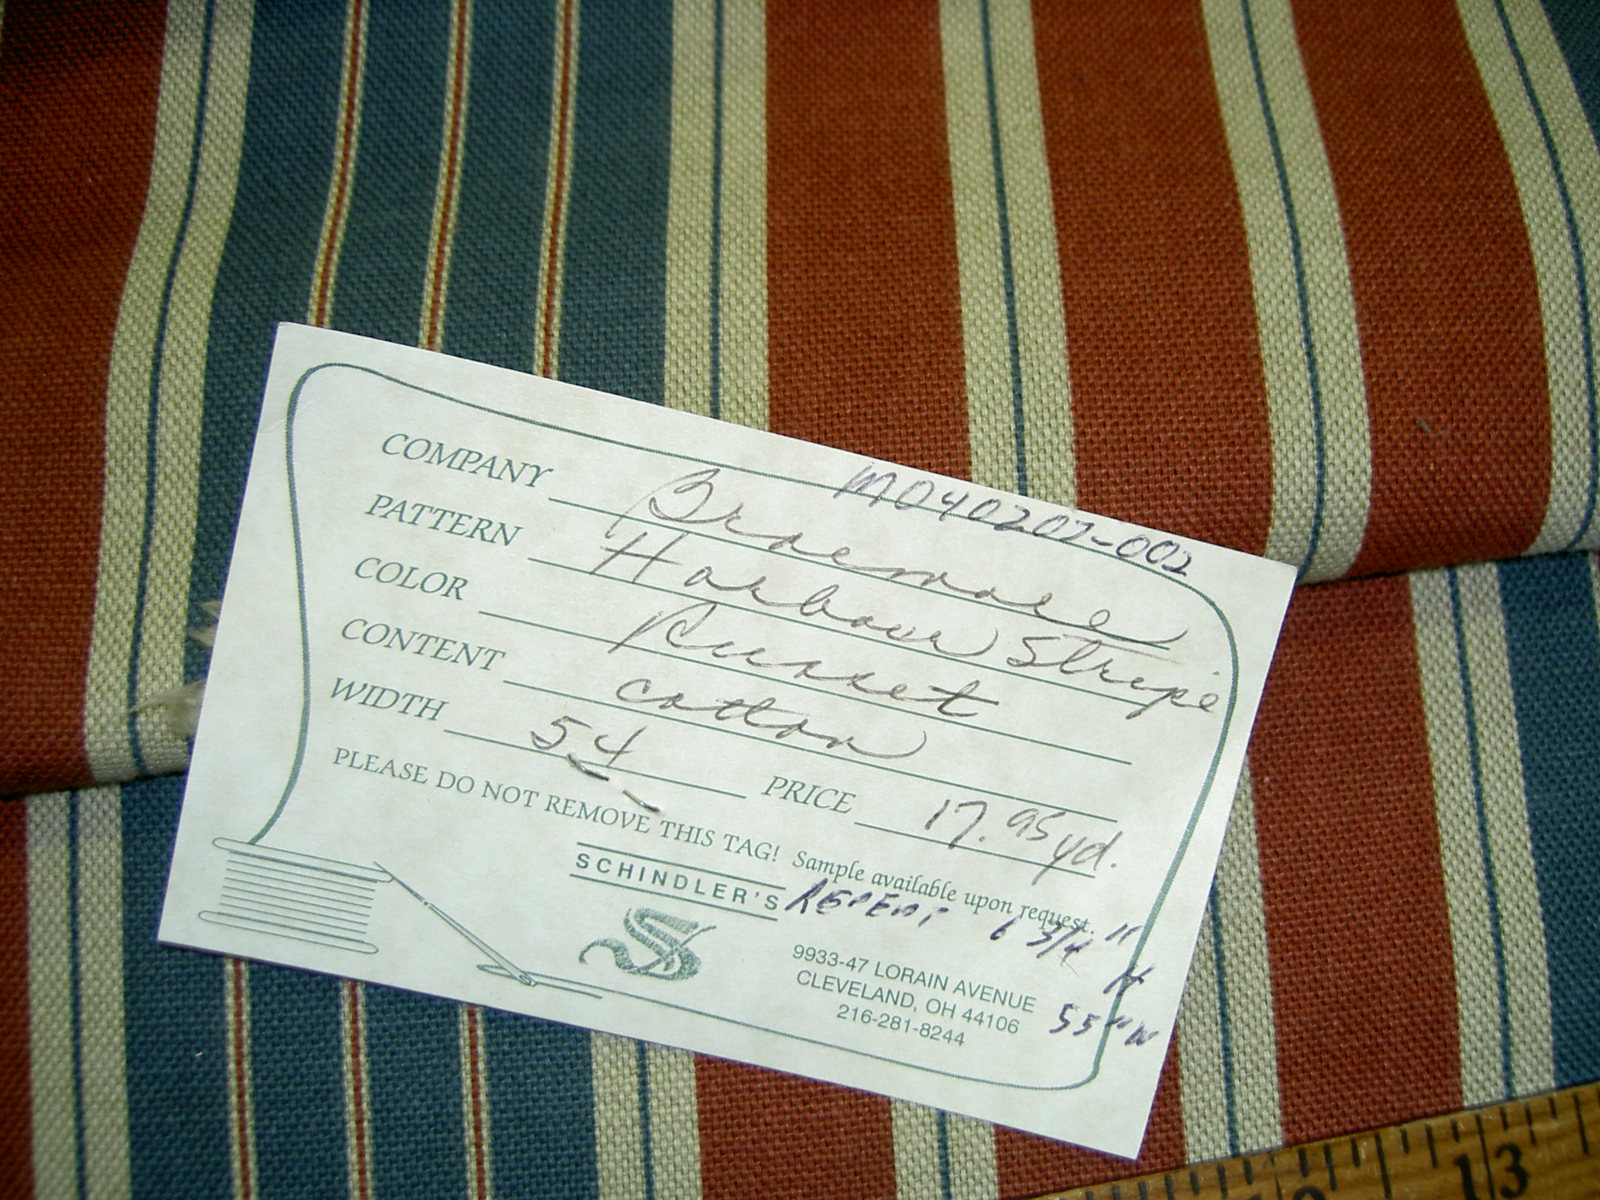 M040202-002
COMPANY Braemore
PATTERN Harbour Stripe
COLOR Russet
CONTENT cotton
WIDTH 54 PRICE 17.95 yd.
PLEASE DO NOT REMOVE THIS TAG! Sample available upon request.
SCHINDLER'S REPEAT 6 3/4" H
55" W
S
9933-47 LORAIN AVENUE
CLEVELAND, OH 44106
216-281-8244
13